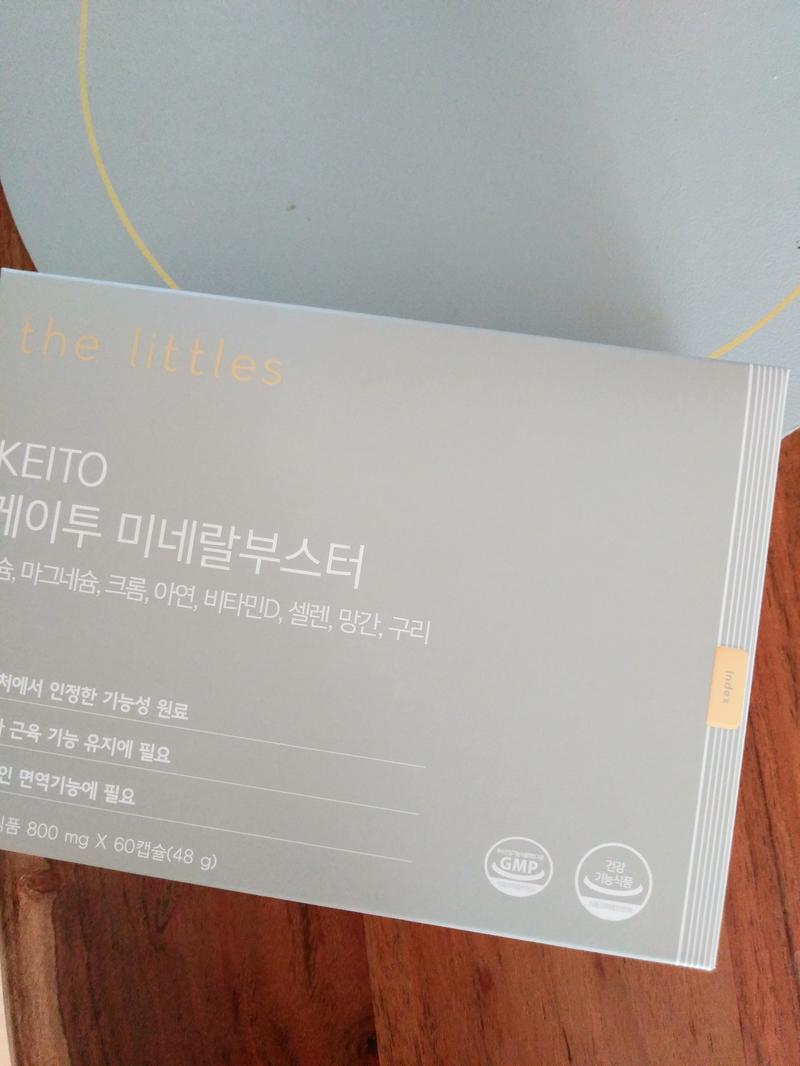 the littles
KEITO
케이투 미네랄부스터
슘, 마그네슘, 크롬, 아연, 비타민D, 셀렌, 망간, 구리
처에서 인정한 기능성 원료
근육 기능 유지에 필요
인 면역기능에 필요
식품 800 mg X 60캡슐(48 g)
index
GMP
건강
기능식품